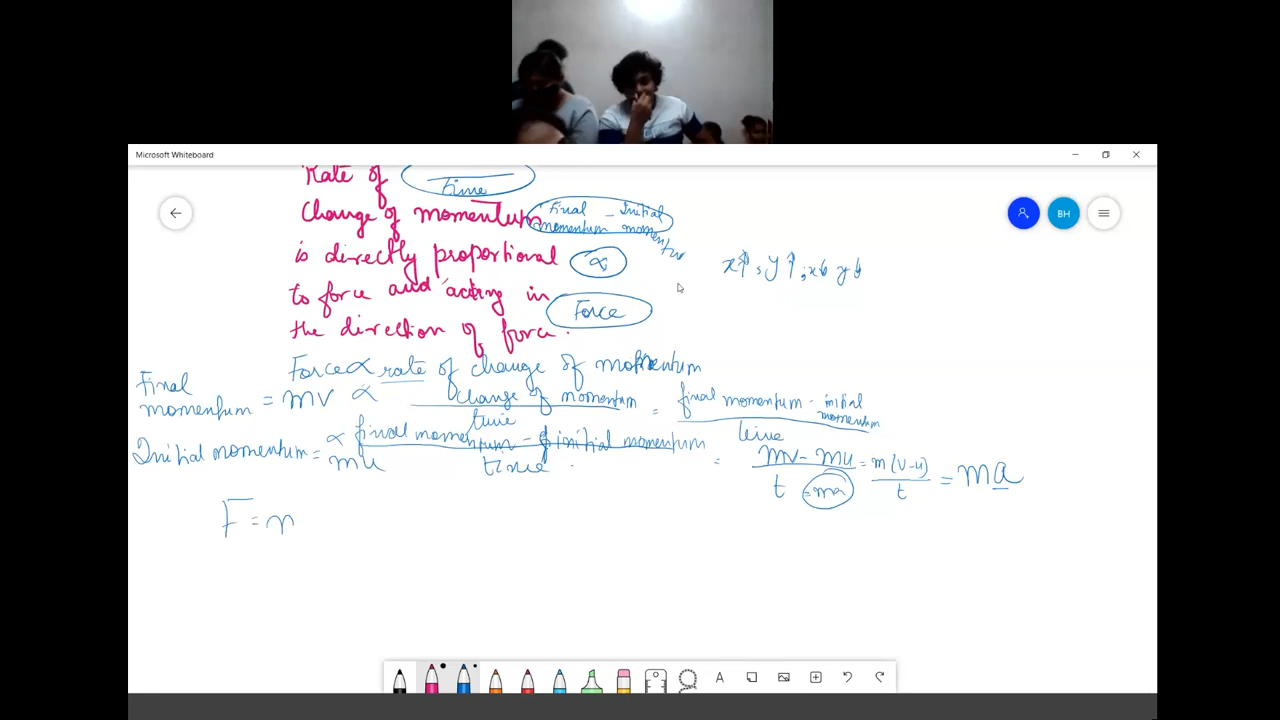 Microsoft Whiteboard
BH
Rate of
time
Change of momentum
Final - Initial
momentum momentum
is directly proportional
∝
x↑, y↑,
to force and acting in
Force
the direction of force.
Force ∝ rate of change of momentum
Final
momentum = mv ∝
change of momentum
time
= final momentum - initial
momentum
time
Initial momentum =
mu
∝ final momentum - initial momentum
time
= mv - mu
t
= ma
= m(v-u)
t
= ma
F = m
A